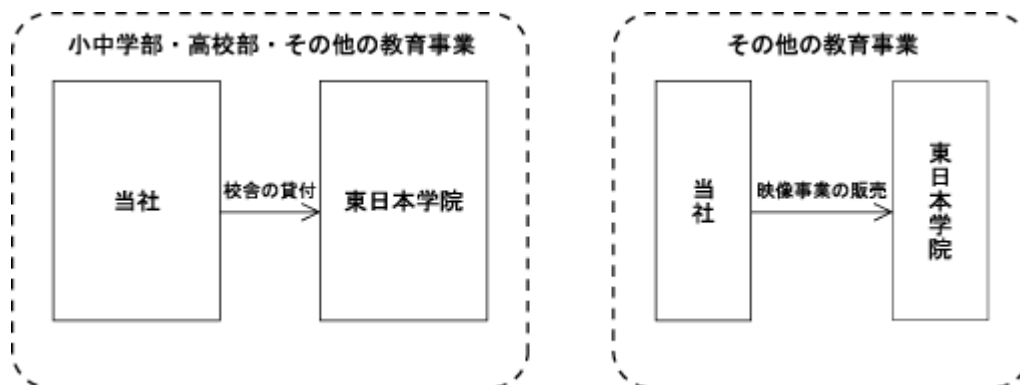 小中学部・高校部・その他の教育事業
当社
校舎の貸付
東日本学院
その他の教育事業
当社
映像事業の販売
東日本学院